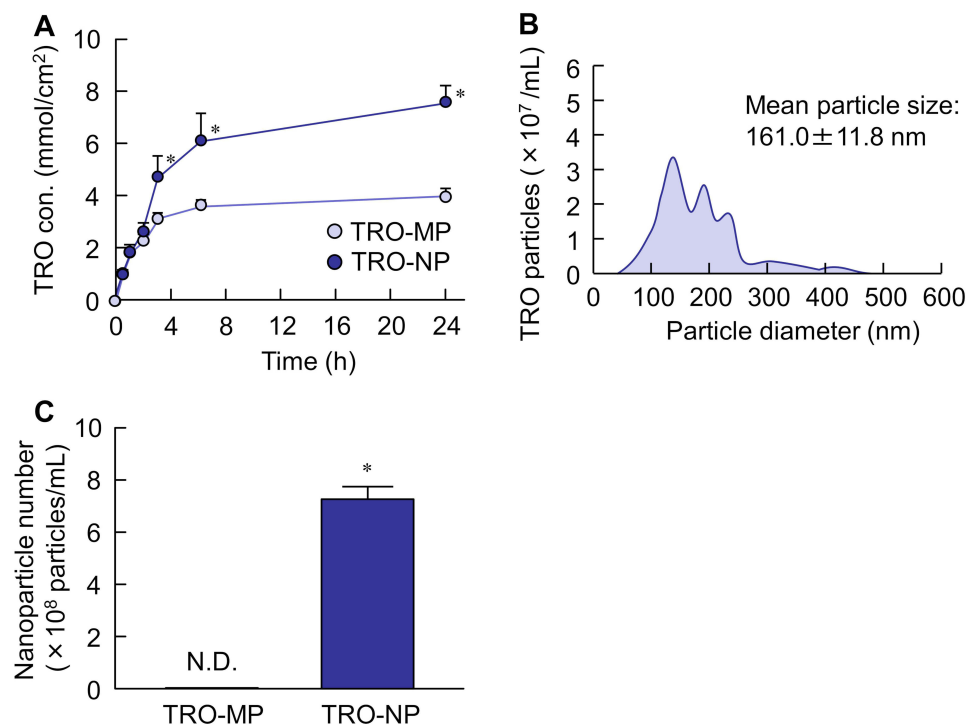 A
TRO con. (mmol/cm²)
10
8
6
4
2
0
*
*
*
TRO-MP
TRO-NP
0 4 8 12 16 20 24
Time (h)
B
TRO particles (×10⁷/mL)
6
5
4
3
2
1
0
Mean particle size:
161.0±11.8 nm
0 100 200 300 400 500 600
Particle diameter (nm)
C
Nanoparticle number
(×10⁸ particles/mL)
10
8
6
4
2
0
N.D.
*
TRO-MP TRO-NP